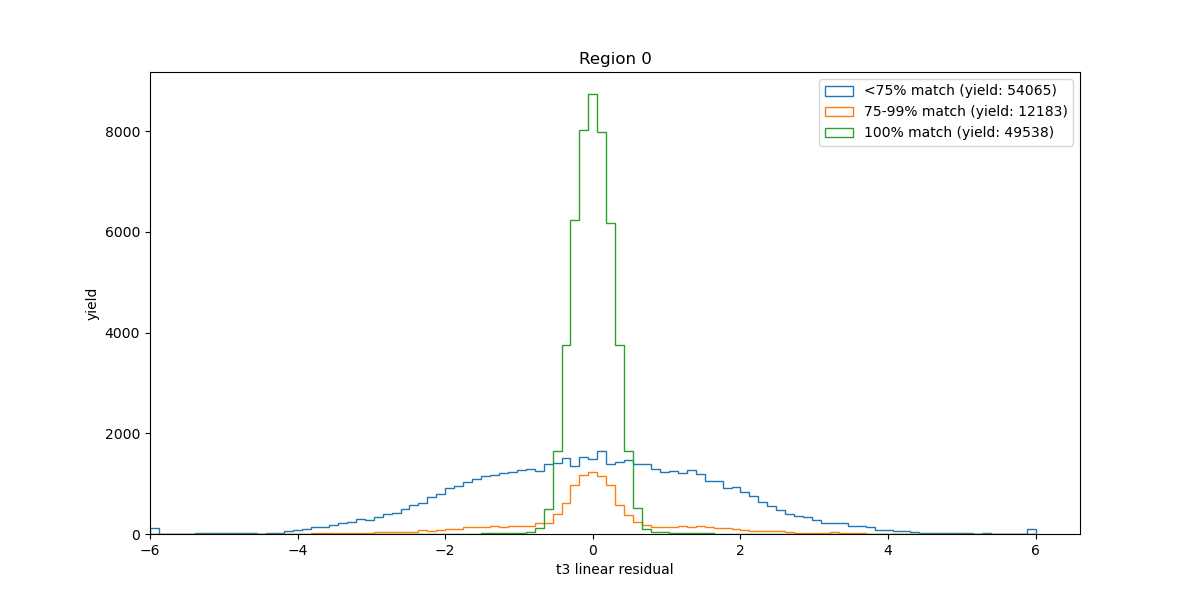 Region 0
<75% match (yield: 54065)
75-99% match (yield: 12183)
100% match (yield: 49538)
yield
8000
6000
4000
2000
0
−6 −4 −2 0 2 4 6
t3 linear residual